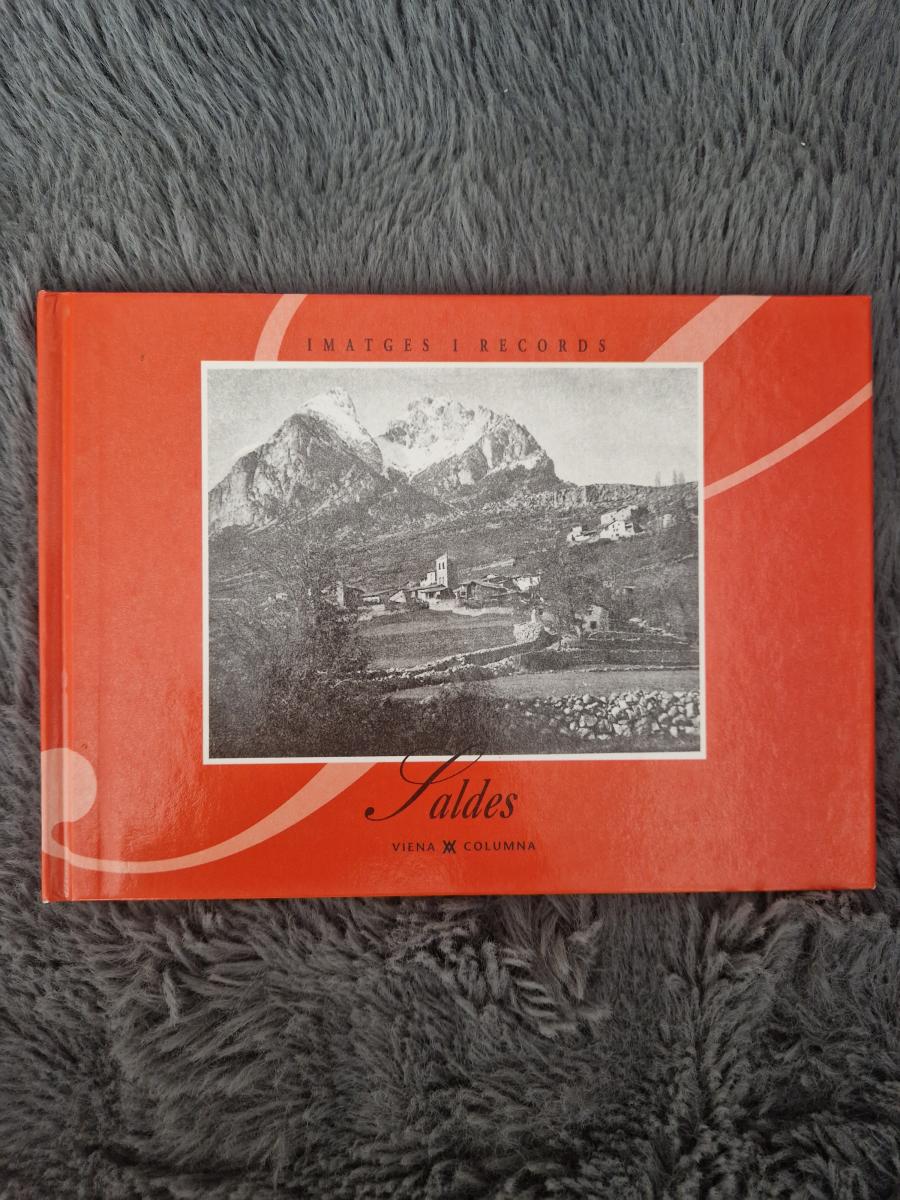 IMATGES I RECORDS
Saldes
VIENA COLUMNA